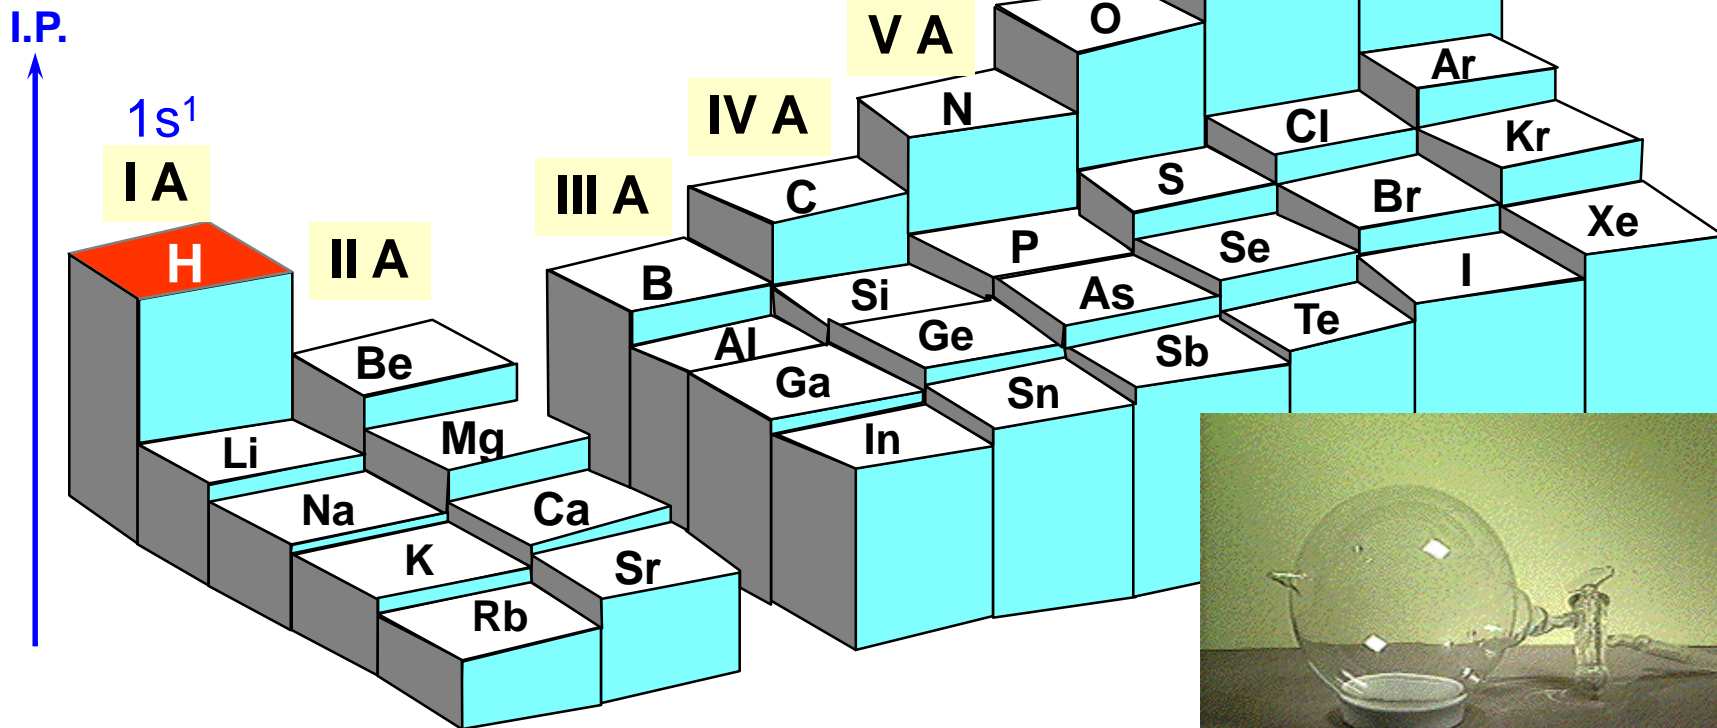 I.P.
1s¹
I A
II A
III A
IV A
V A
H
Li
Na
K
Rb
Be
Mg
Ca
Sr
B
Al
Ga
In
C
Si
Ge
Sn
N
P
As
Sb
O
S
Se
Te
Cl
Br
I
Ar
Kr
Xe